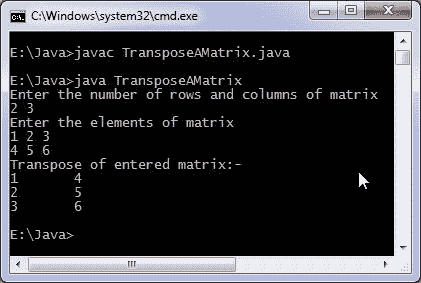 C:\Windows\system32\cmd.exe
E:\Java>javac TransposeAMatrix.java
E:\Java>java TransposeAMatrix
Enter the number of rows and columns of matrix
2 3
Enter the elements of matrix
1 2 3
4 5 6
Transpose of entered matrix:-
1 4
2 5
3 6
E:\Java>